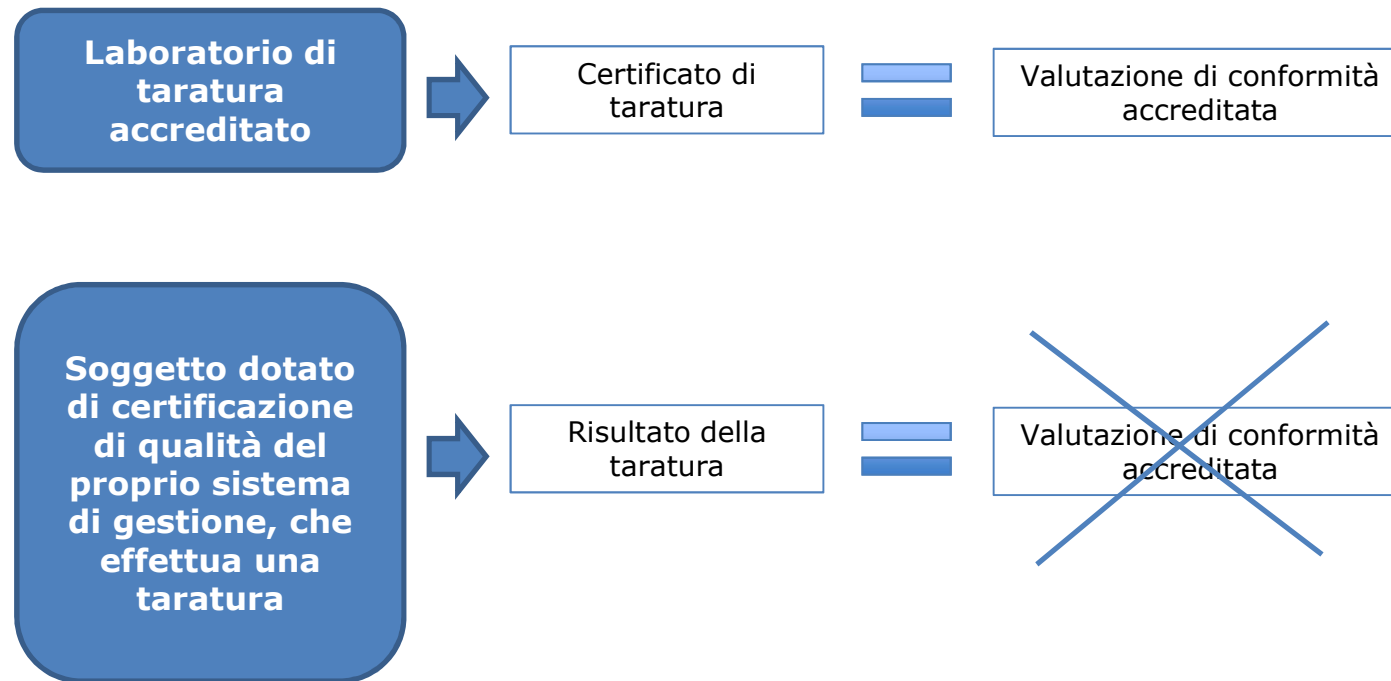 Laboratorio di
taratura
accreditato
Certificato di
taratura
Valutazione di conformità
accreditata
Soggetto dotato
di certificazione
di qualità del
proprio sistema
di gestione, che
effettua una
taratura
Risultato della
taratura
Valutazione di conformità
accreditata